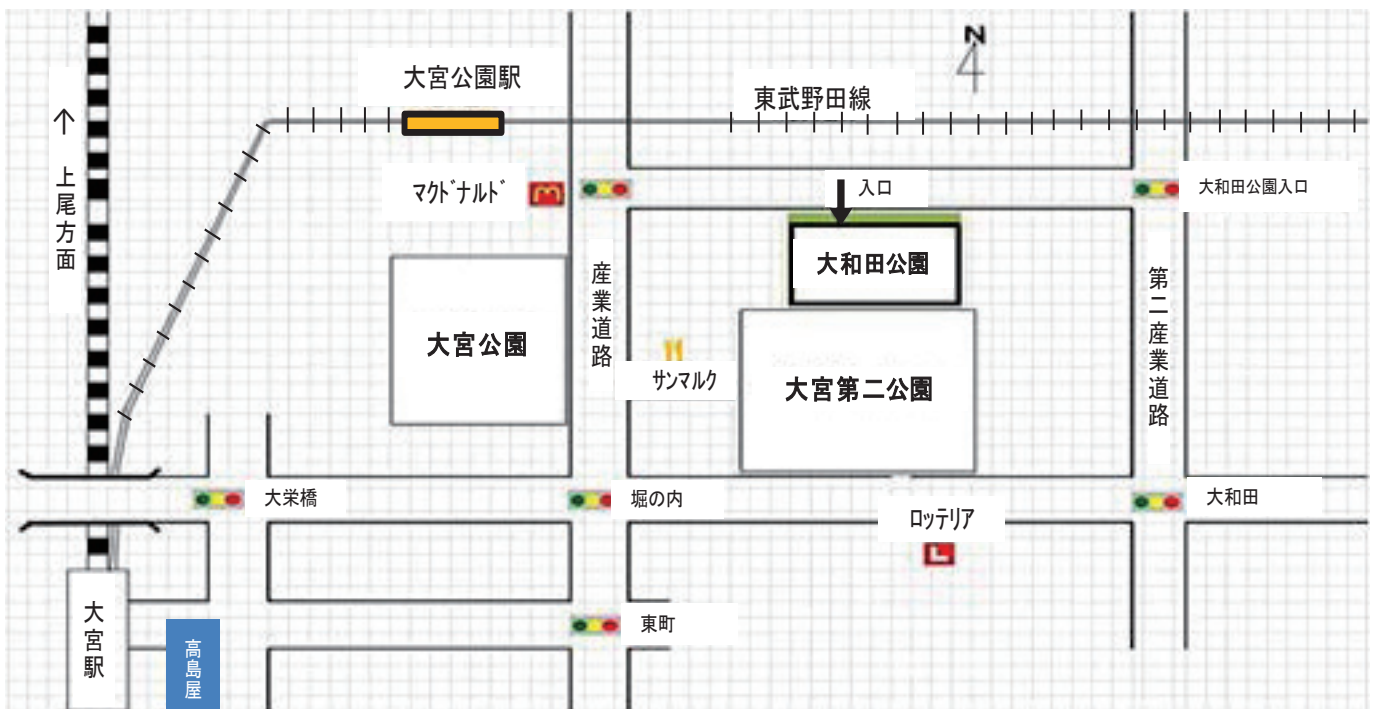 N
大宮公園駅
東武野田線
↑
上尾方面
マクドナルド
入口
大和田公園入口
大和田公園
産業道路
第二産業道路
大宮公園
サンマルク
大宮第二公園
大栄橋
堀の内
大和田
ロッテリア
L
大宮駅
高島屋
東町